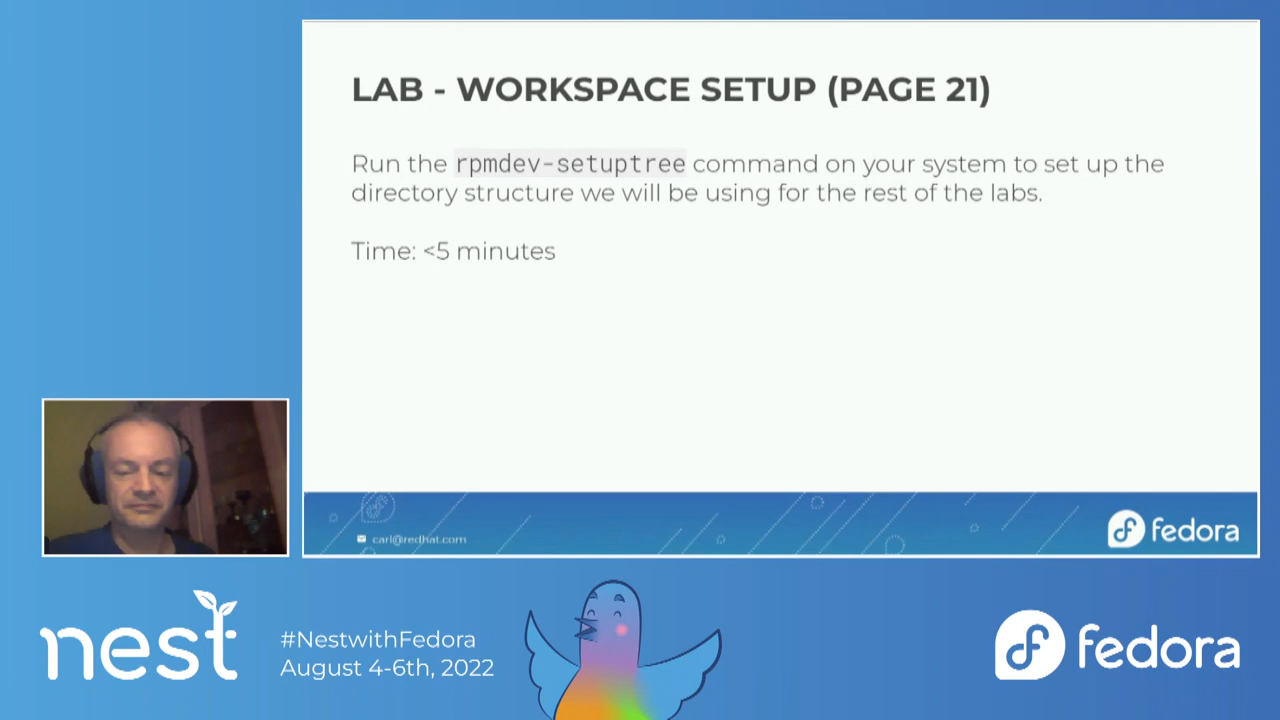 LAB - WORKSPACE SETUP (PAGE 21)
Run the rpmdev-setuptree command on your system to set up the
directory structure we will be using for the rest of the labs.
Time: <5 minutes
carl@redhat.com
fedora
nest
#NestwithFedora
August 4-6th, 2022
fedora